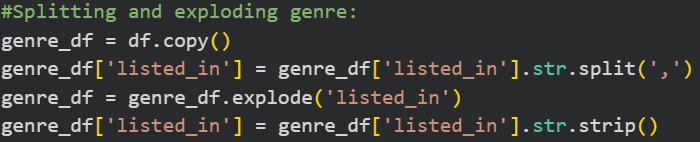 #Splitting and exploding genre:
genre_df = df.copy()
genre_df['listed_in'] = genre_df['listed_in'].str.split(',')
genre_df = genre_df.explode('listed_in')
genre_df['listed_in'] = genre_df['listed_in'].str.strip()